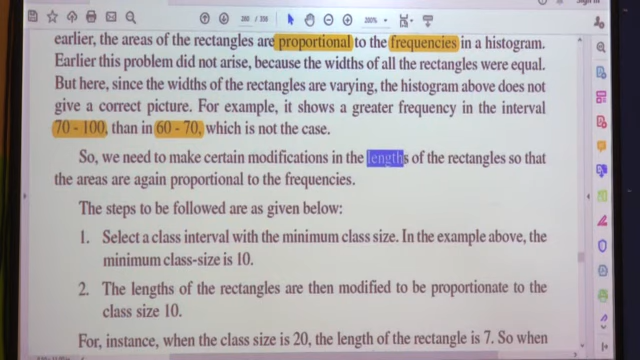 Sign In
260 / 356
200%
earlier, the areas of the rectangles are proportional to the frequencies in a histogram.
Earlier this problem did not arise, because the widths of all the rectangles were equal.
But here, since the widths of the rectangles are varying, the histogram above does not
give a correct picture. For example, it shows a greater frequency in the interval
70 - 100, than in 60 - 70, which is not the case.
So, we need to make certain modifications in the lengths of the rectangles so that
the areas are again proportional to the frequencies.
The steps to be followed are as given below:
1. Select a class interval with the minimum class size. In the example above, the
minimum class-size is 10.
2. The lengths of the rectangles are then modified to be proportionate to the
class size 10.
For, instance, when the class size is 20, the length of the rectangle is 7. So when